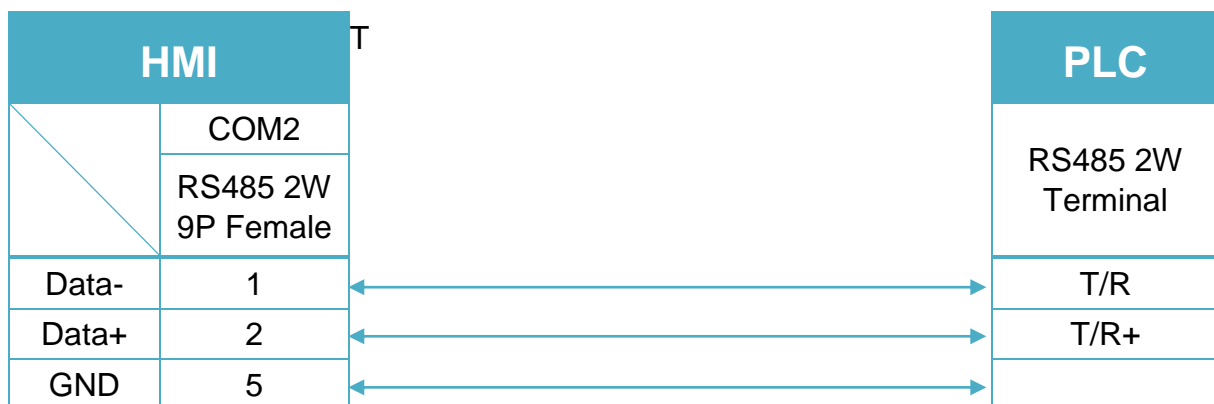 HMI T PLC
COM2
RS485 2W
9P Female
RS485 2W
Terminal
Data- 1 T/R
Data+ 2 T/R+
GND 5